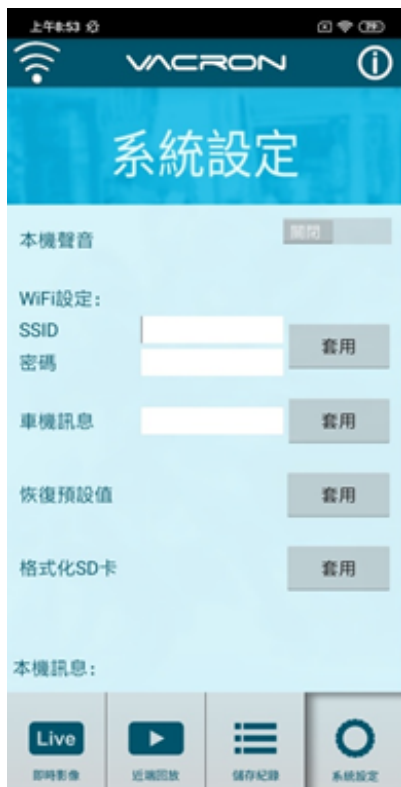 上午8:53
79
VACRON
系統設定
本機聲音
關閉
WiFi設定:
SSID
密碼
套用
車機訊息
套用
恢復預設值
套用
格式化SD卡
套用
本機訊息:
Live
即時影像
近端回放
儲存紀錄
系統設定